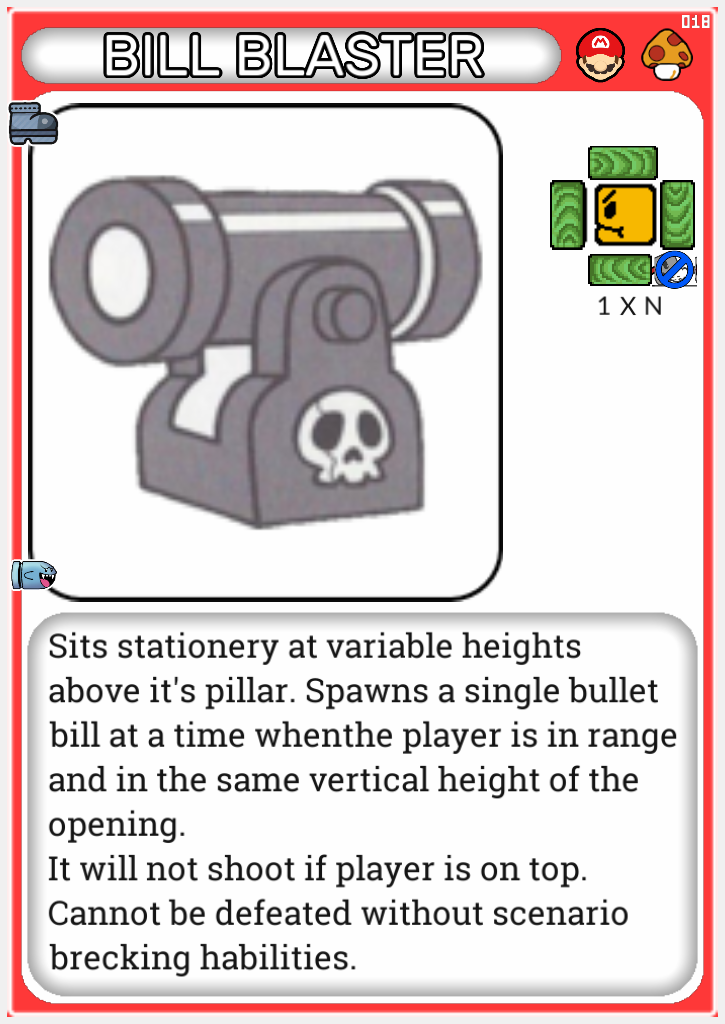 018
BILL BLASTER
M
1 X N
Sits stationery at variable heights
above it's pillar. Spawns a single bullet
bill at a time whenthe player is in range
and in the same vertical height of the
opening.
It will not shoot if player is on top.
Cannot be defeated without scenario
brecking habilities.